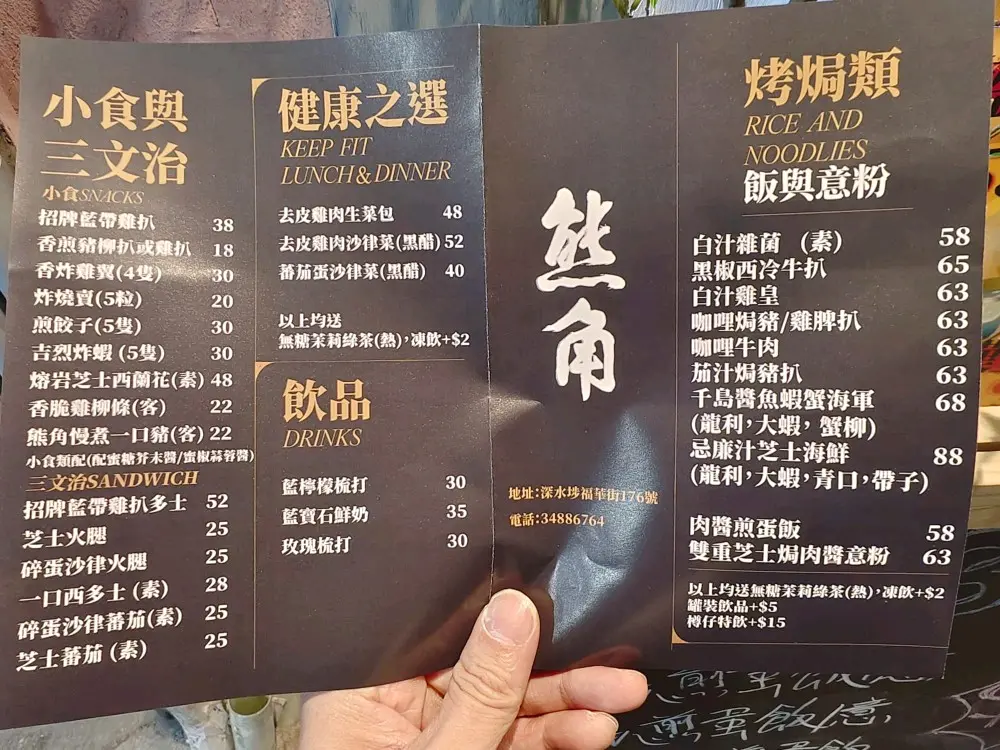 小食與
三文治
小食SNACKS
招牌藍帶雞扒 38
香煎豬柳扒或雞扒 18
香炸雞翼(4隻) 30
炸燒賣(5粒) 20
煎餃子(5隻) 30
吉烈炸蝦 (5隻) 30
熔岩芝士西蘭花(素) 48
香脆雞柳條(客) 22
熊角慢煮一口豬(客) 22
小食類配(配蜜糖芥末醬/蜜椒蒜蓉醬)
三文治SANDWICH
招牌藍帶雞扒多士 52
芝士火腿 25
碎蛋沙律火腿 25
一口西多士 (素) 28
碎蛋沙律蕃茄(素) 25
芝士蕃茄 (素) 25
健康之選
KEEP FIT
LUNCH & DINNER
去皮雞肉生菜包 48
去皮雞肉沙律菜(黑醋) 52
蕃茄蛋沙律菜(黑醋) 40
以上均送
無糖茉莉綠茶(熱),凍飲+$2
飲品
DRINKS
藍檸檬梳打 30
藍寶石鮮奶 35
玫瑰梳打 30
熊角
地址:深水埗福華街176號
電話:34886764
烤焗類
RICE AND
NOODLIES
飯與意粉
白汁雜菌 (素) 58
黑椒西冷牛扒 65
白汁雞皇 63
咖哩焗豬/雞脾扒 63
咖哩牛肉 63
茄汁焗豬扒 63
千島醬魚蝦蟹海軍 68
(龍利,大蝦,蟹柳)
忌廉汁芝士海鮮 88
(龍利,大蝦,青口,帶子)
肉醬煎蛋飯 58
雙重芝士焗肉醬意粉 63
以上均送無糖茉莉綠茶(熱),凍飲+$2
罐裝飲品+$5
樽仔特飲+$15